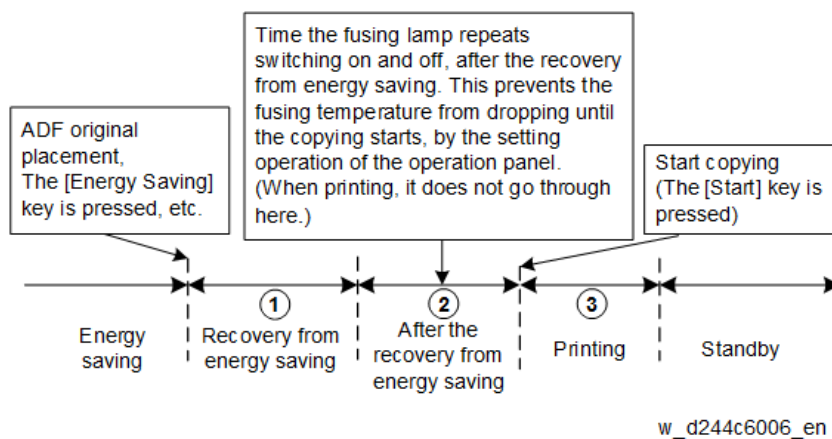 Time the fusing lamp repeats
switching on and off, after the recovery
from energy saving. This prevents the
fusing temperature from dropping until
the copying starts, by the setting
operation of the operation panel.
(When printing, it does not go through
here.)
ADF original
placement,
The [Energy Saving]
key is pressed, etc.
Start copying
(The [Start] key is
pressed)
1
2
3
Energy
saving
Recovery from
energy saving
After the
recovery from
energy saving
Printing
Standby
w_d244c6006_en